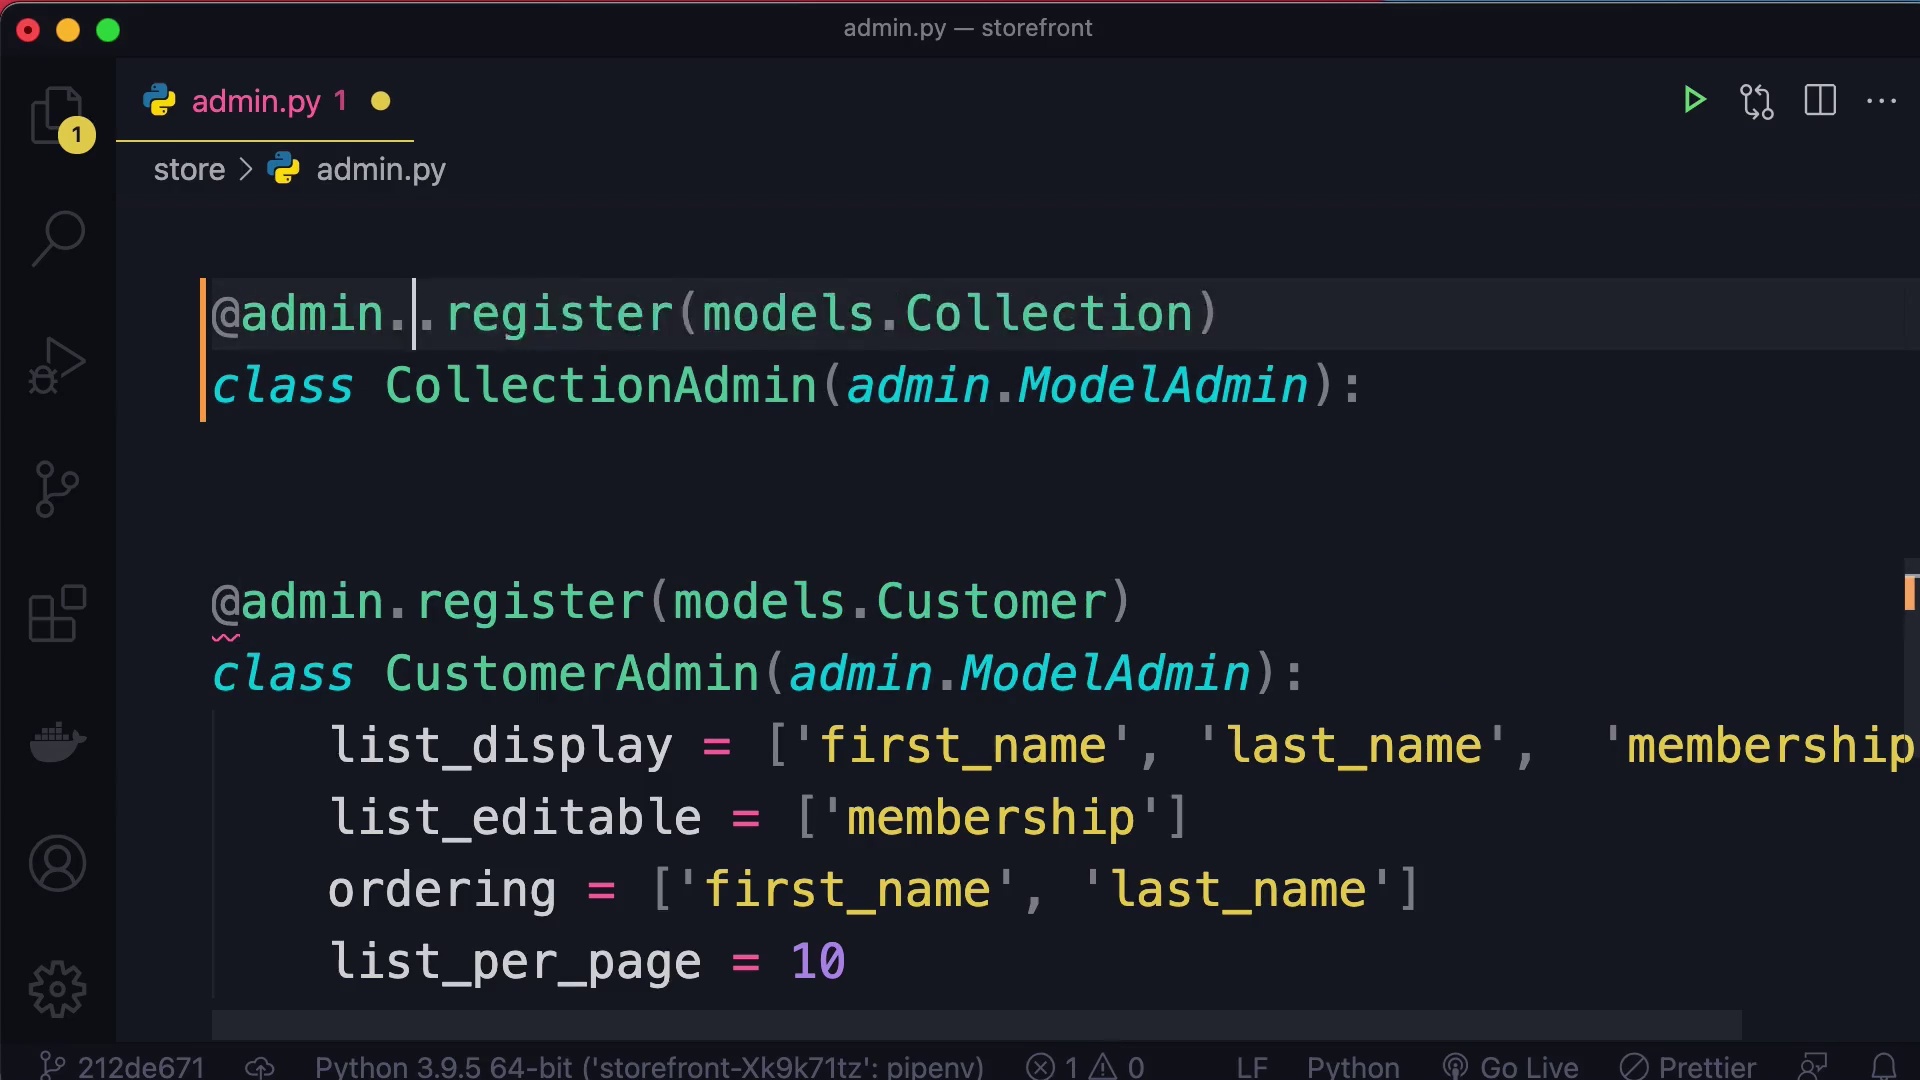 admin.py — storefront
admin.py 1
1
store > admin.py
@admin..register(models.Collection)
class CollectionAdmin(admin.ModelAdmin):
@admin.register(models.Customer)
class CustomerAdmin(admin.ModelAdmin):
list_display = ['first_name', 'last_name', 'membership
list_editable = ['membership']
ordering = ['first_name', 'last_name']
list_per_page = 10
212de671 Python 3.9.5 64-bit ('storefront-Xk9k71tz': pipenv) 1 0 LF Python Go Live Prettier